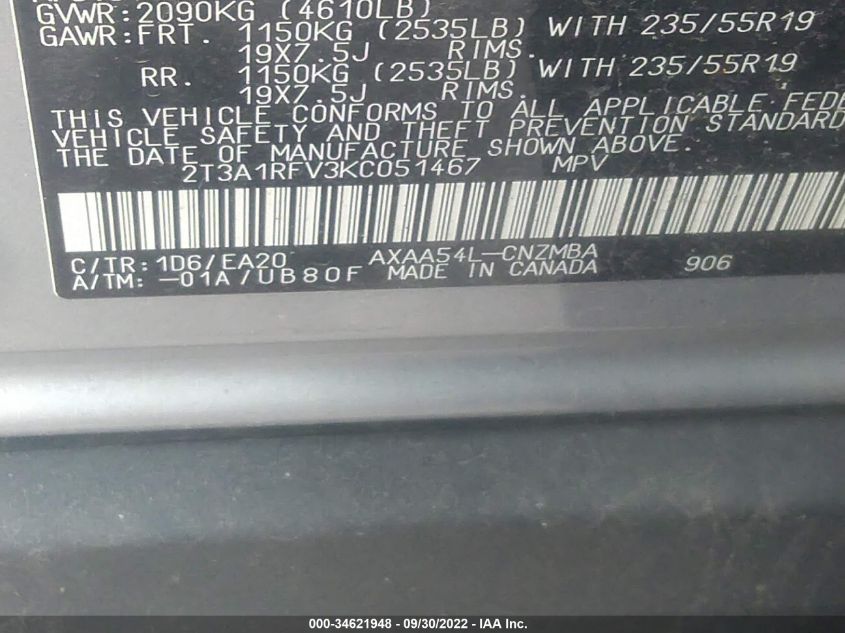 GVWR:2090KG (4610LB)
GAWR:FRT. 1150KG (2535LB) WITH 235/55R19
19X7.5J RIMS.
RR. 1150KG (2535LB) WITH 235/55R19
19X7.5J RIMS.
THIS VEHICLE CONFORMS TO ALL APPLICABLE FEDE
VEHICLE SAFETY AND THEFT PREVENTION STANDARD
THE DATE OF MANUFACTURE SHOWN ABOVE.
2T3A1RFV3KC051467 MPV
C/TR:1D6/EA20 AXAA54L-CNZMBA 906
A/TM: -01A/UB80F MADE IN CANADA
000-34621948 - 09/30/2022 - IAA Inc.